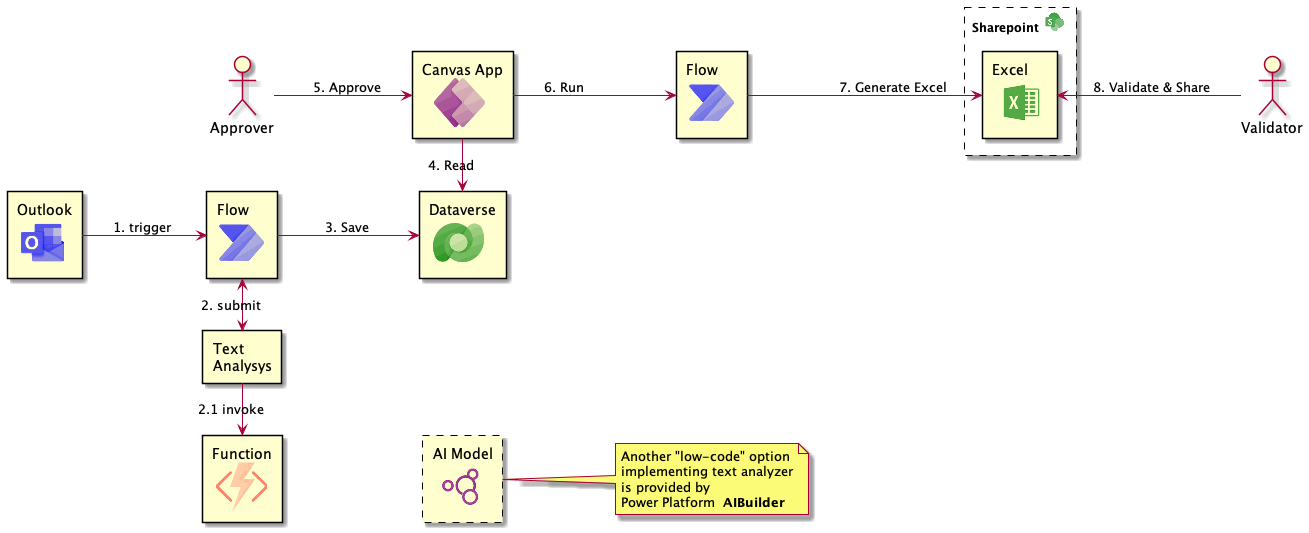 Sharepoint
S
Canvas App
Flow
Excel
X
5. Approve
6. Run
7. Generate Excel
8. Validate & Share
Approver
Validator
4. Read
Outlook
O
Flow
Dataverse
1. trigger
3. Save
2. submit
Text
Analysys
2.1 invoke
Function
AI Model
Another "low-code" option
implementing text analyzer
is provided by
Power Platform AIBuilder